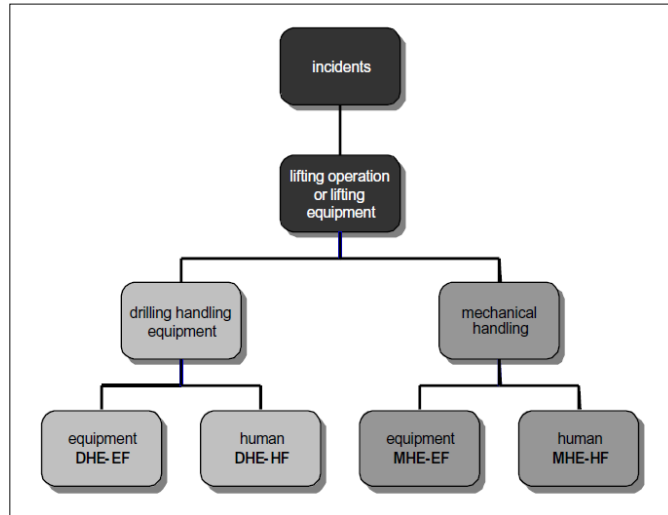 incidents
lifting operation
or lifting
equipment
drilling handling
equipment
mechanical
handling
equipment
DHE-EF
human
DHE-HF
equipment
MHE-EF
human
MHE-HF